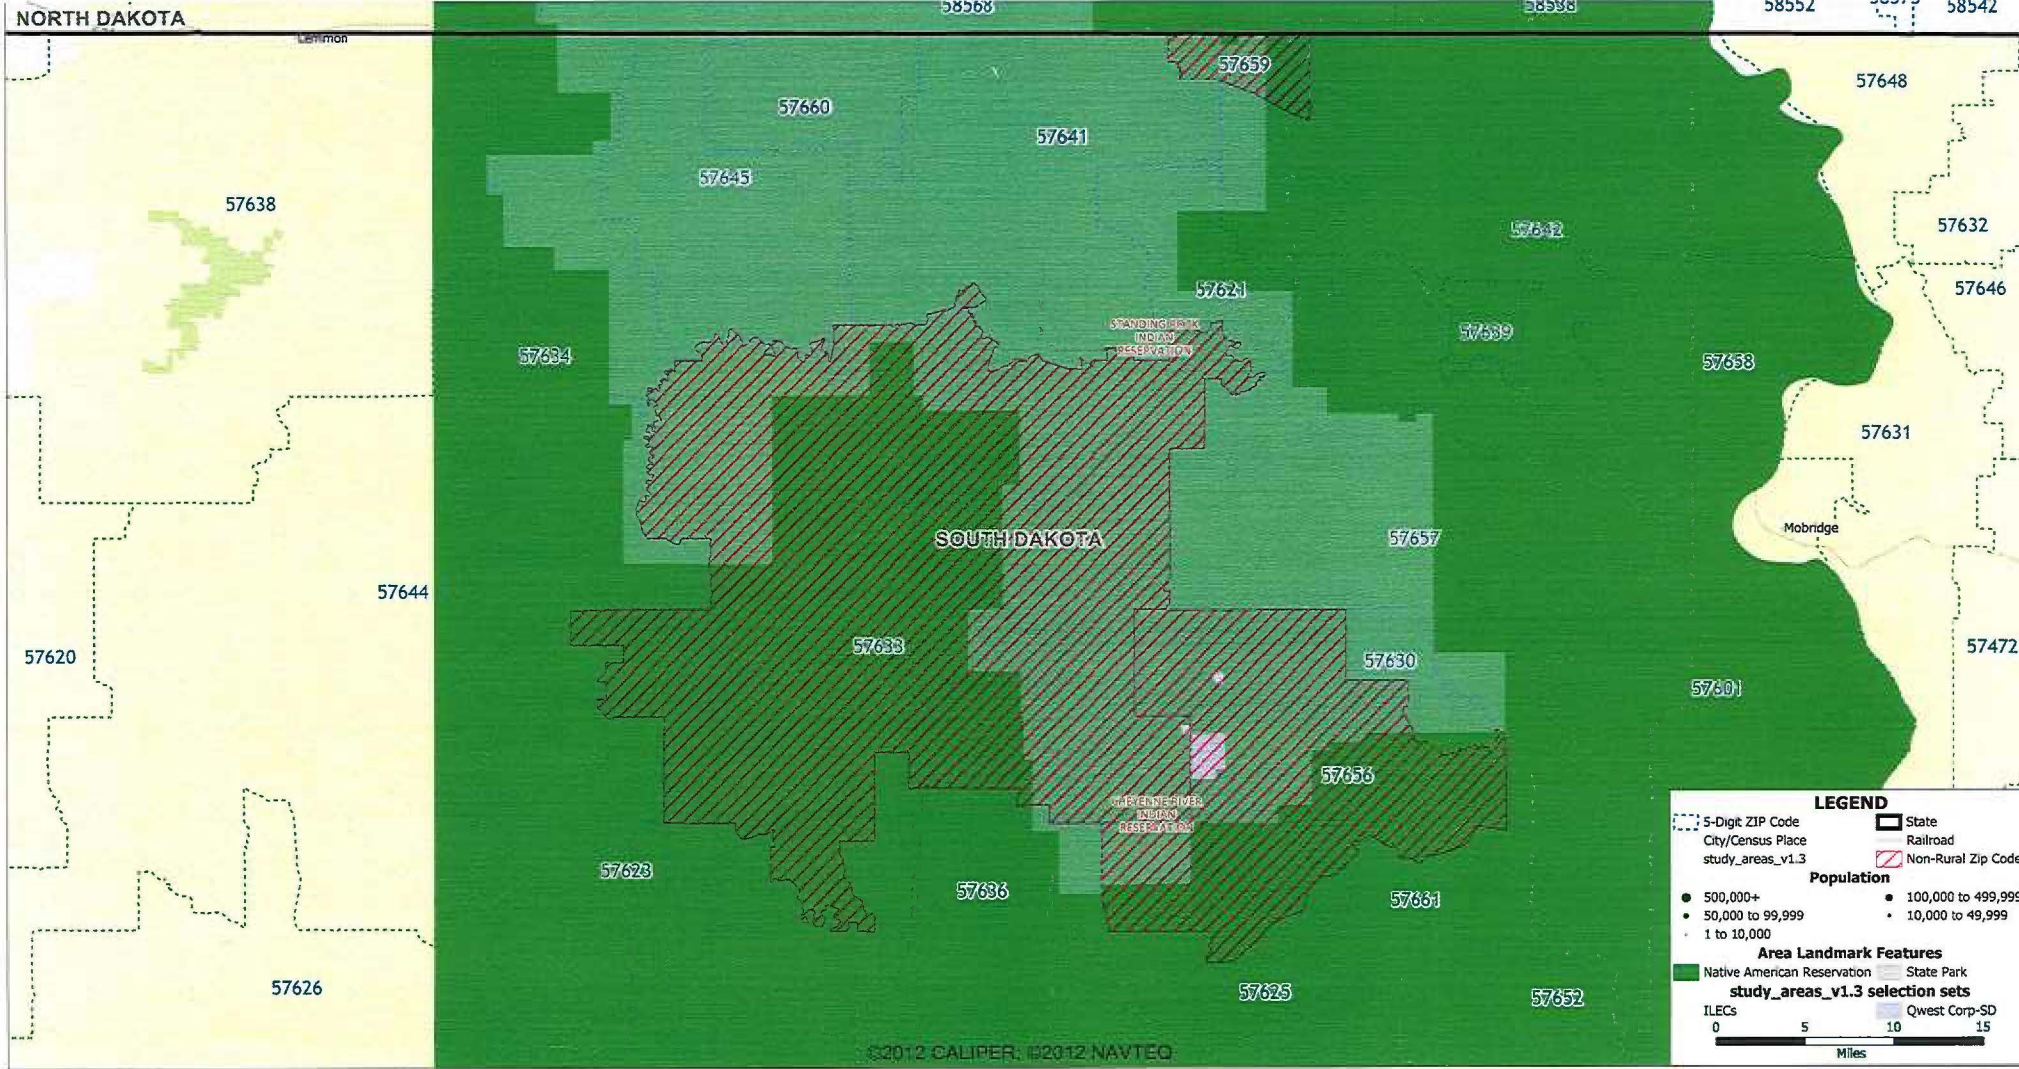 NORTH DAKOTA
58568
58538
58552
58542
Lemmon
57659
57648
57660
57641
57645
57638
57642
57632
57621
57646
STANDING ROCK
INDIAN
RESERVATION
57639
57634
57658
57631
Mobridge
SOUTH DAKOTA
57657
57644
57633
57620
57630
57472
57601
57656
CHEYENNE RIVER
INDIAN
RESERVATION
57623
57636
57661
57626
57625
57652
©2012 CALIPER; ©2012 NAVTEQ
LEGEND
5-Digit ZIP Code
State
City/Census Place
Railroad
study_areas_v1.3
Non-Rural Zip Code
Population
500,000+
100,000 to 499,999
50,000 to 99,999
10,000 to 49,999
1 to 10,000
Area Landmark Features
Native American Reservation
State Park
study_areas_v1.3 selection sets
ILECs
Qwest Corp-SD
0 5 10 15
Miles